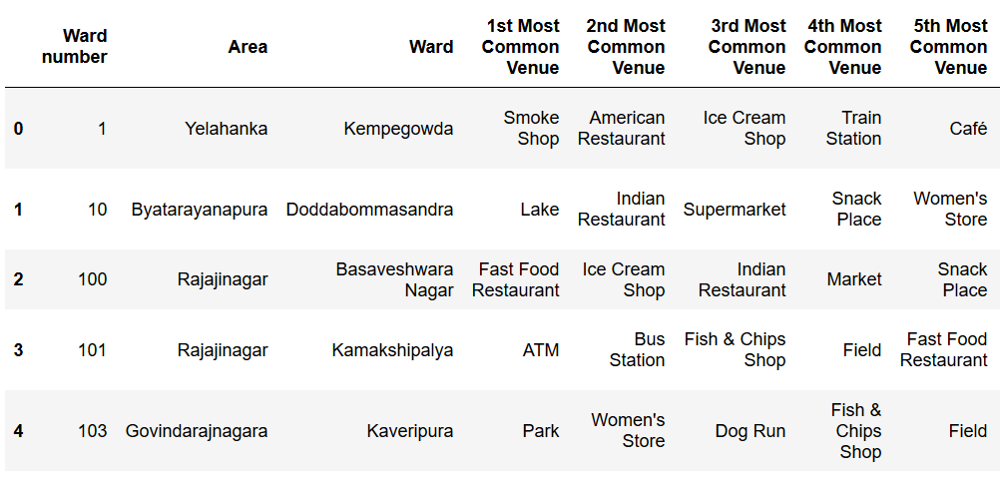 Ward number Area Ward 1st Most Common Venue 2nd Most Common Venue 3rd Most Common Venue 4th Most Common Venue 5th Most Common Venue
0 1 Yelahanka Kempegowda Smoke Shop American Restaurant Ice Cream Shop Train Station Café
1 10 Byatarayanapura Doddabommasandra Lake Indian Restaurant Supermarket Snack Place Women's Store
2 100 Rajajinagar Basaveshwara Nagar Fast Food Restaurant Ice Cream Shop Indian Restaurant Market Snack Place
3 101 Rajajinagar Kamakshipalya ATM Bus Station Fish & Chips Shop Field Fast Food Restaurant
4 103 Govindarajnagara Kaveripura Park Women's Store Dog Run Fish & Chips Shop Field